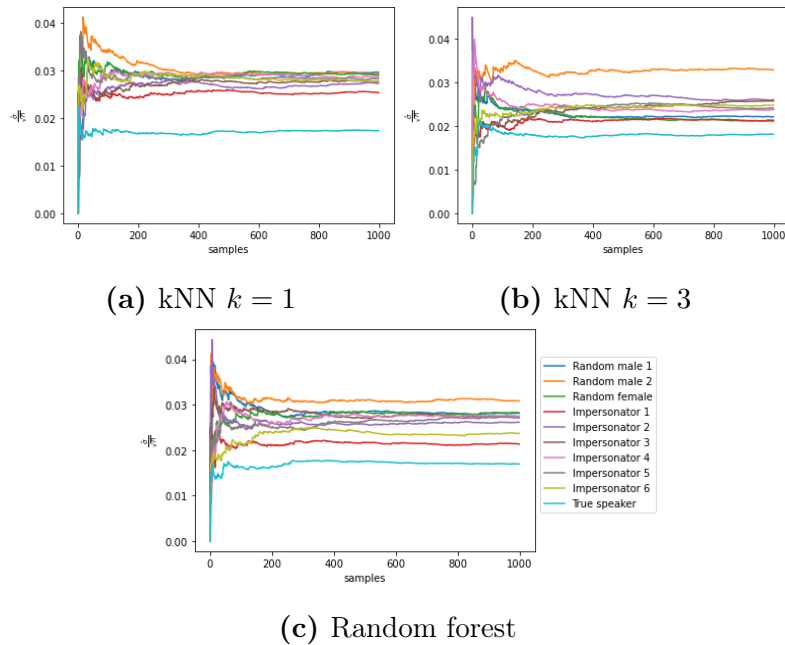 0.04
0.03
0.02
0.01
0.00
0 200 400 600 800 1000
samples
(a) kNN k = 1
0.04
0.03
0.02
0.01
0.00
0 200 400 600 800 1000
samples
(b) kNN k = 3
0.04
0.03
0.02
0.01
0.00
0 200 400 600 800 1000
samples
Random male 1
Random male 2
Random female
Impersonator 1
Impersonator 2
Impersonator 3
Impersonator 4
Impersonator 5
Impersonator 6
True speaker
(c) Random forest